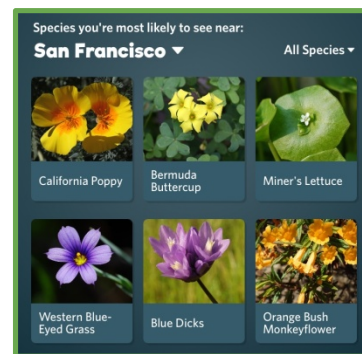 Species you're most likely to see near:
San Francisco
All Species
California Poppy
Bermuda
Buttercup
Miner's Lettuce
Western Blue-
Eyed Grass
Blue Dicks
Orange Bush
Monkeyflower